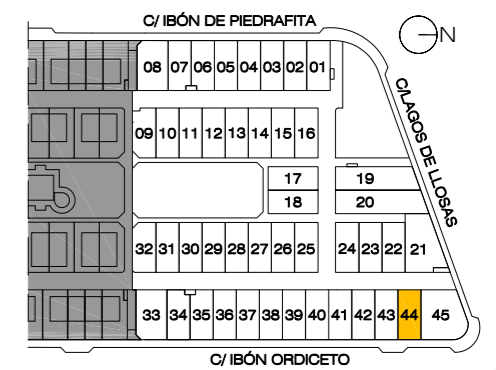 C/ IBÓN DE PIEDRAFITA
N
08 07 06 05 04 03 02 01
C/LAGOS DE LLOSAS
09 10 11 12 13 14 15 16
17 19
18 20
32 31 30 29 28 27 26 25 24 23 22 21
33 34 35 36 37 38 39 40 41 42 43 44 45
C/ IBÓN ORDICETO